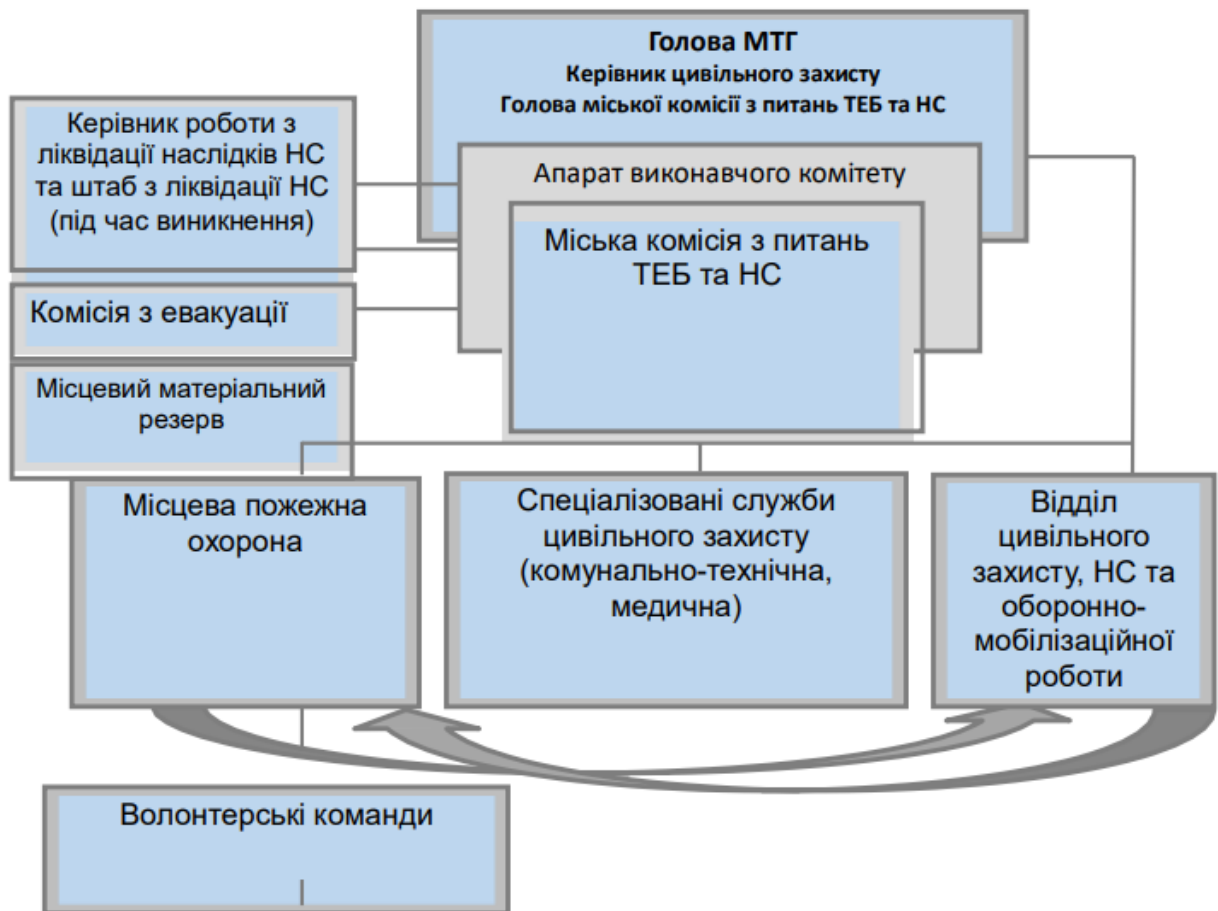 Голова МТГ
Керівник цивільного захисту
Голова міської комісії з питань ТЕБ та НС
Керівник роботи з
ліквідації наслідків НС
та штаб з ліквідації НС
(під час виникнення)
Апарат виконавчого комітету
Міська комісія з питань
ТЕБ та НС
Комісія з евакуації
Місцевий матеріальний
резерв
Місцева пожежна
охорона
Спеціалізовані служби
цивільного захисту
(комунально-технічна,
медична)
Відділ
цивільного
захисту, НС та
оборонно-
мобілізаційної
роботи
Волонтерські команди